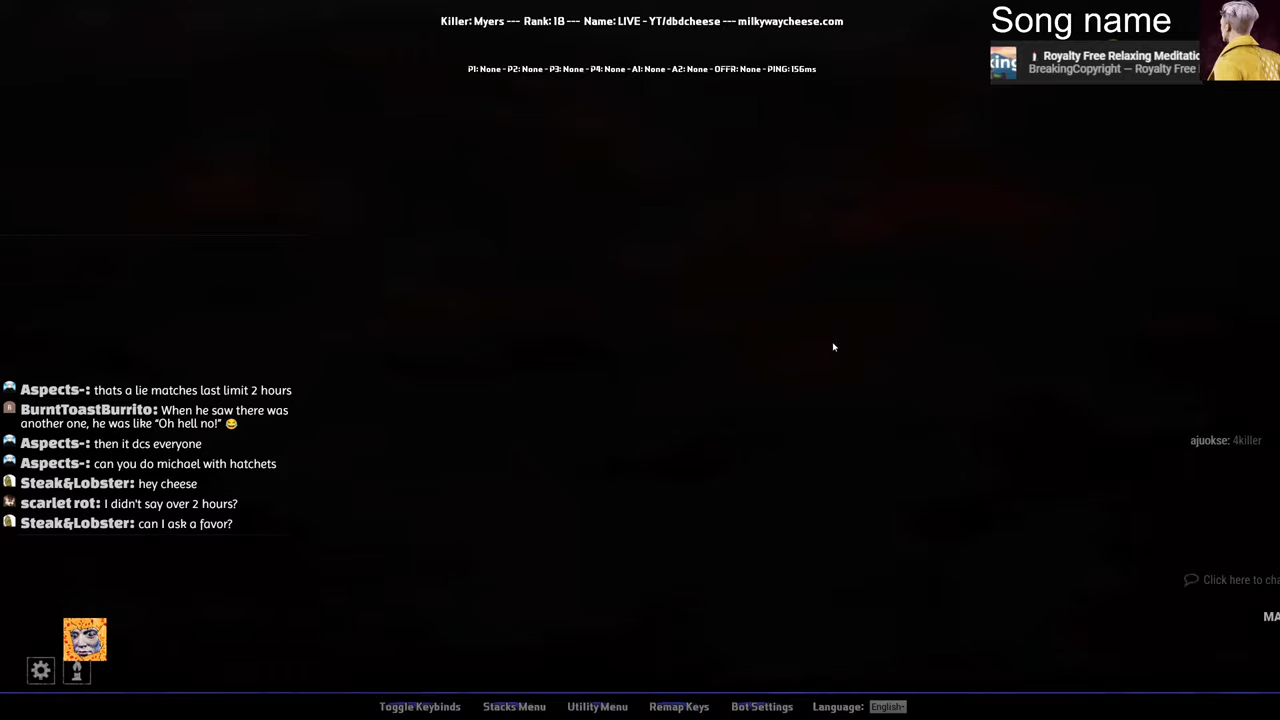 Killer: Myers --- Rank: 18 --- Name: LIVE - YT/dbdcheese --- milkywaycheese.com
Song name
Royalty Free Relaxing Meditatic
BreakingCopyright — Royalty Free
P1: None - P2: None - P3: None - P4: None - A1: None - A2: None - OFFR: None - PING: 156ms
Aspects-: thats a lie matches last limit 2 hours
BurntToastBurrito: When he saw there was
another one, he was like “Oh hell no!” 😂
Aspects-: then it dcs everyone
ajuokse: 4killer
Aspects-: can you do michael with hatchets
Steak&Lobster: hey cheese
scarlet rot: I didn't say over 2 hours?
Steak&Lobster: can I ask a favor?
Click here to cha
MA
Toggle Keybinds Stacks Menu Utility Menu Remap Keys Bot Settings Language: English-